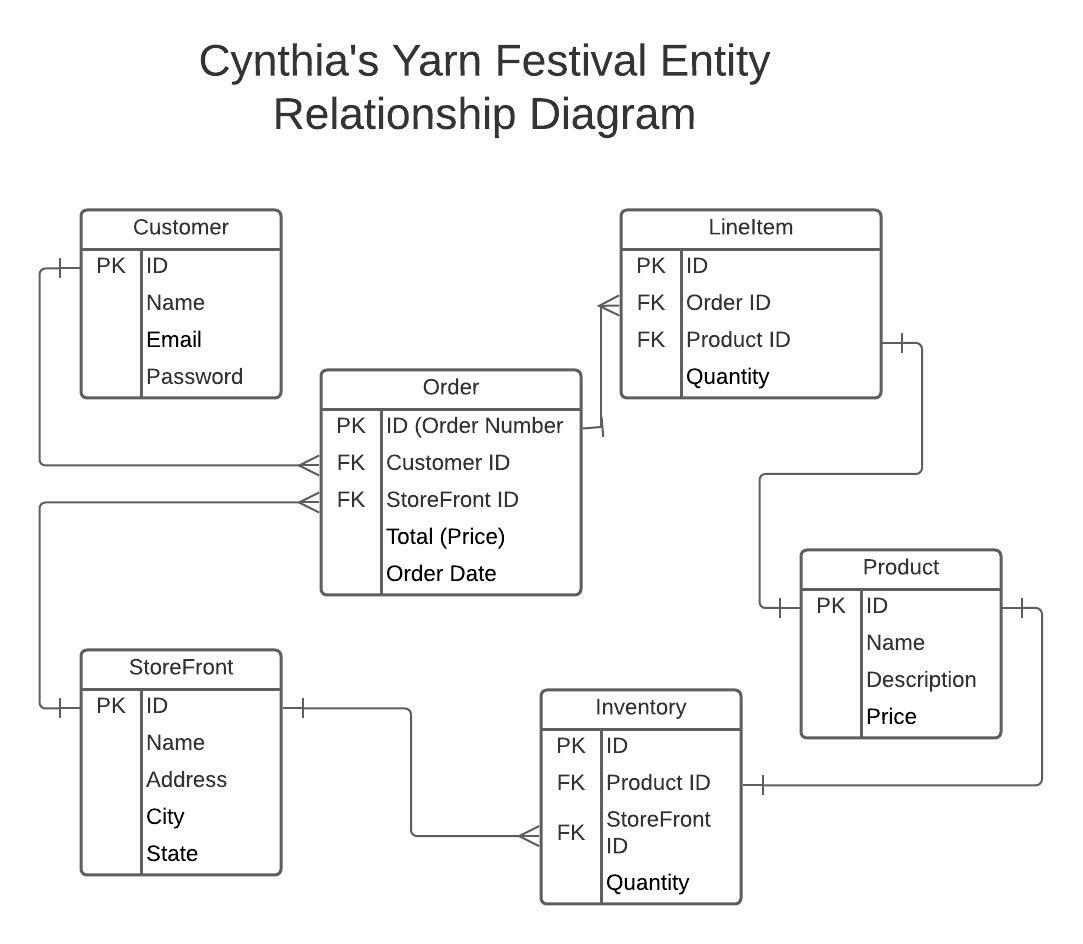 Cynthia's Yarn Festival Entity
Relationship Diagram
Customer
PK ID
Name
Email
Password
LineItem
PK ID
FK Order ID
FK Product ID
Quantity
Order
PK ID (Order Number
FK Customer ID
FK StoreFront ID
Total (Price)
Order Date
Product
PK ID
Name
Description
Price
StoreFront
PK ID
Name
Address
City
State
Inventory
PK ID
FK Product ID
FK StoreFront
ID
Quantity